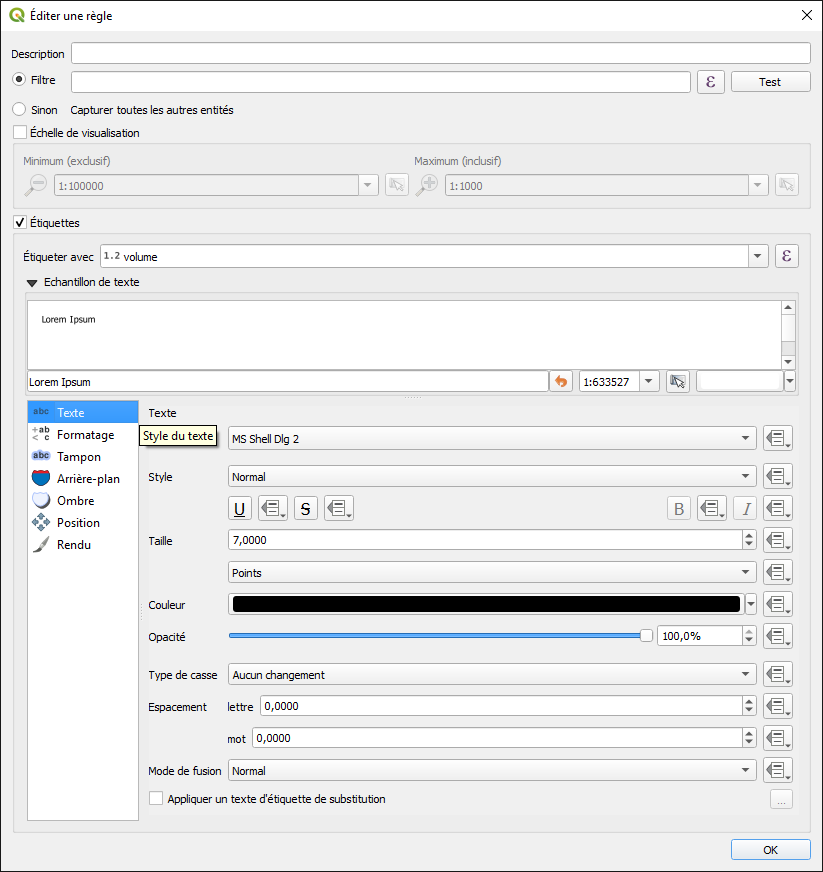 Éditer une règle
Description
Filtre
ε Test
Sinon Capturer toutes les autres entités
Échelle de visualisation
Minimum (exclusif) Maximum (inclusif)
1:100000 1:1000
Étiquettes
Étiqueter avec 1.2 volume ε
Echantillon de texte
Lorem Ipsum
Lorem Ipsum 1:633527
abc Texte
Texte
+ab < c Formatage
Style du texte
MS Shell Dlg 2
abc Tampon
Arrière-plan
Style Normal
Ombre
U S B I
Position
Rendu
Taille 7,0000
Points
Couleur
Opacité 100,0%
Type de casse Aucun changement
Espacement lettre 0,0000
mot 0,0000
Mode de fusion Normal
Appliquer un texte d'étiquette de substitution ...
OK